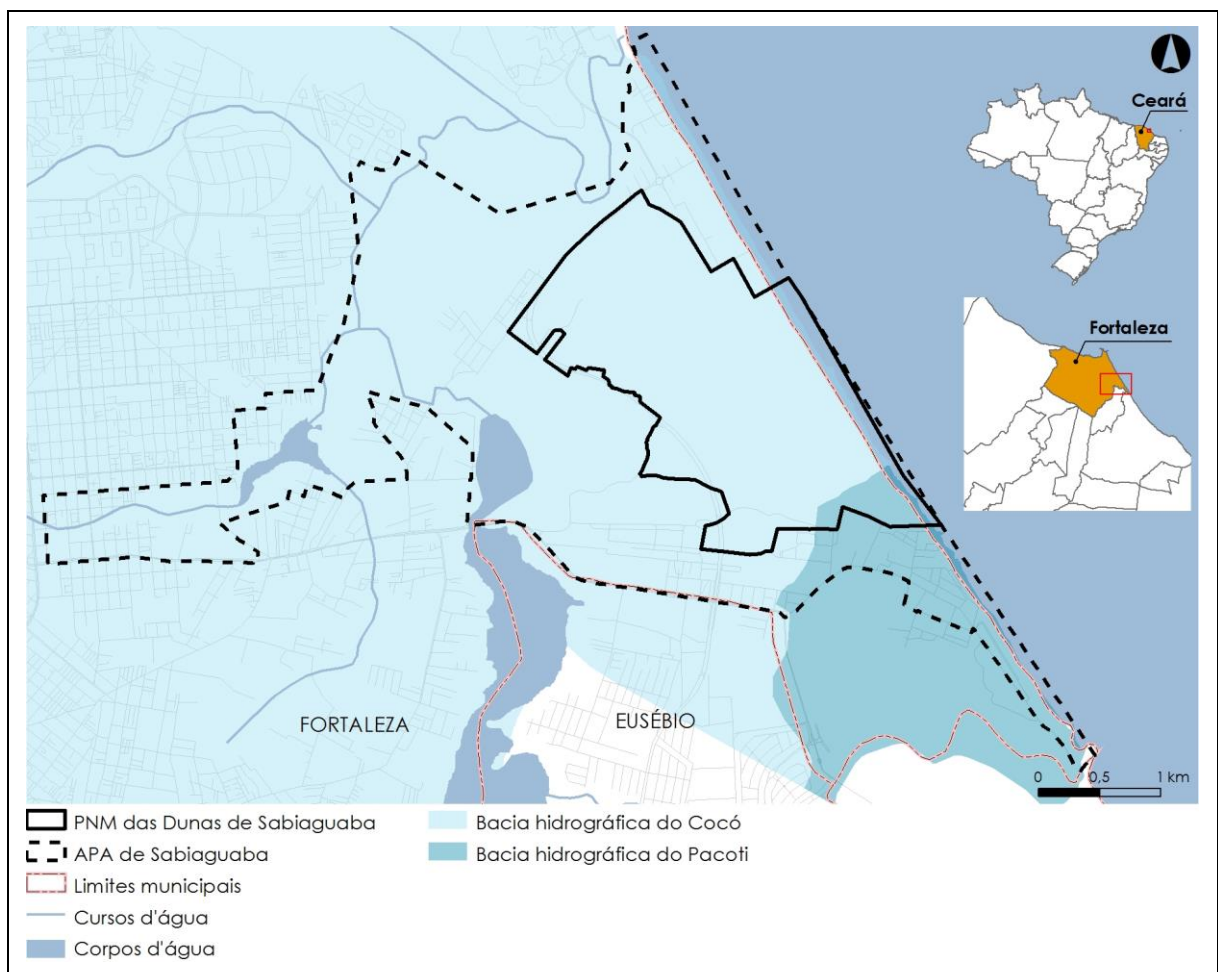 Ceará
Fortaleza
FORTALEZA
EUSÉBIO
0 0,5 1 km
PNM das Dunas de Sabiaguaba
APA de Sabiaguaba
Limites municipais
Cursos d'água
Corpos d'água
Bacia hidrográfica do Cocó
Bacia hidrográfica do Pacoti